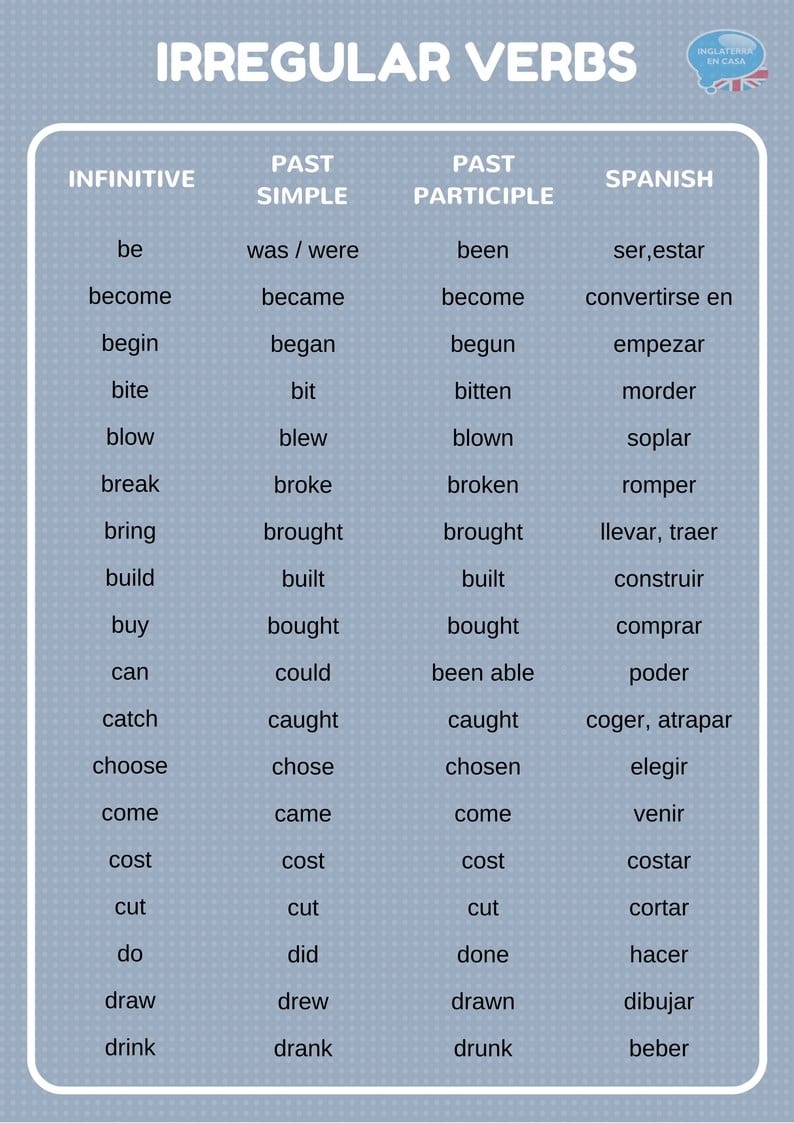 IRREGULAR VERBS
INGLATERRA
EN CASA
INFINITIVE PAST SIMPLE PAST PARTICIPLE SPANISH
be was / were been ser,estar
become became become convertirse en
begin began begun empezar
bite bit bitten morder
blow blew blown soplar
break broke broken romper
bring brought brought llevar, traer
build built built construir
buy bought bought comprar
can could been able poder
catch caught caught coger, atrapar
choose chose chosen elegir
come came come venir
cost cost cost costar
cut cut cut cortar
do did done hacer
draw drew drawn dibujar
drink drank drunk beber